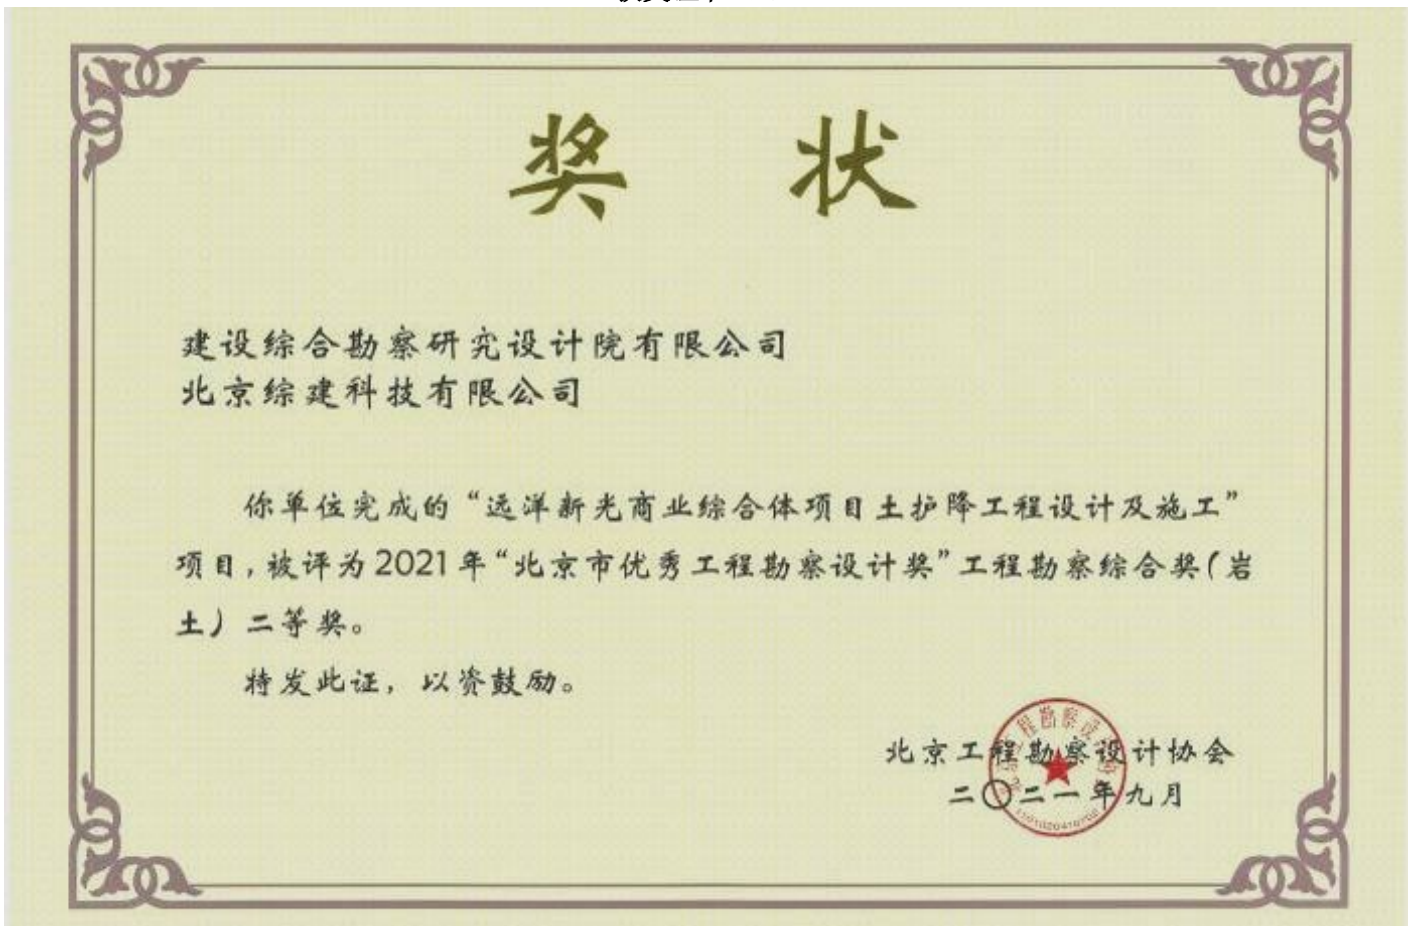 奖状
建设综合勘察研究设计院有限公司
北京综建科技有限公司
你单位完成的“远洋新光商业综合体项目土护降工程设计及施工”
项目，被评为2021年“北京市优秀工程勘察设计奖”工程勘察综合奖（岩
土）二等奖。
特发此证，以资鼓励。
北京工程勘察设计协会
二〇二一年九月